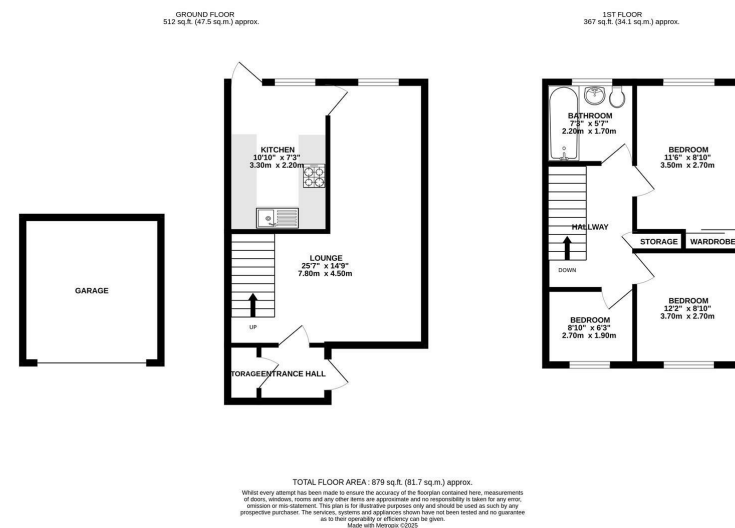 GROUND FLOOR
512 sq.ft. (47.5 sq.m.) approx.
1ST FLOOR
367 sq.ft. (34.1 sq.m.) approx.
KITCHEN
10'10" x 7'3"
3.30m x 2.20m
LOUNGE
25'7" x 14'9"
7.80m x 4.50m
UP
TORAGE
ENTRANCE HALL
GARAGE
BATHROOM
7'3" x 5'7"
2.20m x 1.70m
BEDROOM
11'6" x 8'10"
3.50m x 2.70m
HALLWAY
STORAGE
WARDROBE
DOWN
BEDROOM
12'2" x 8'10"
3.70m x 2.70m
BEDROOM
8'10" x 6'3"
2.70m x 1.90m
TOTAL FLOOR AREA : 879 sq.ft. (81.7 sq.m.) approx.
Whilst every attempt has been made to ensure the accuracy of the floorplan contained here, measurements
of doors, windows, rooms and any other items are approximate and no responsibility is taken for any error,
omission or mis-statement. This plan is for illustrative purposes only and should be used as such by any
prospective purchaser. The services, systems and appliances shown have not been tested and no guarantee
as to their operability or efficiency can be given.
Made with Metropix ©2025